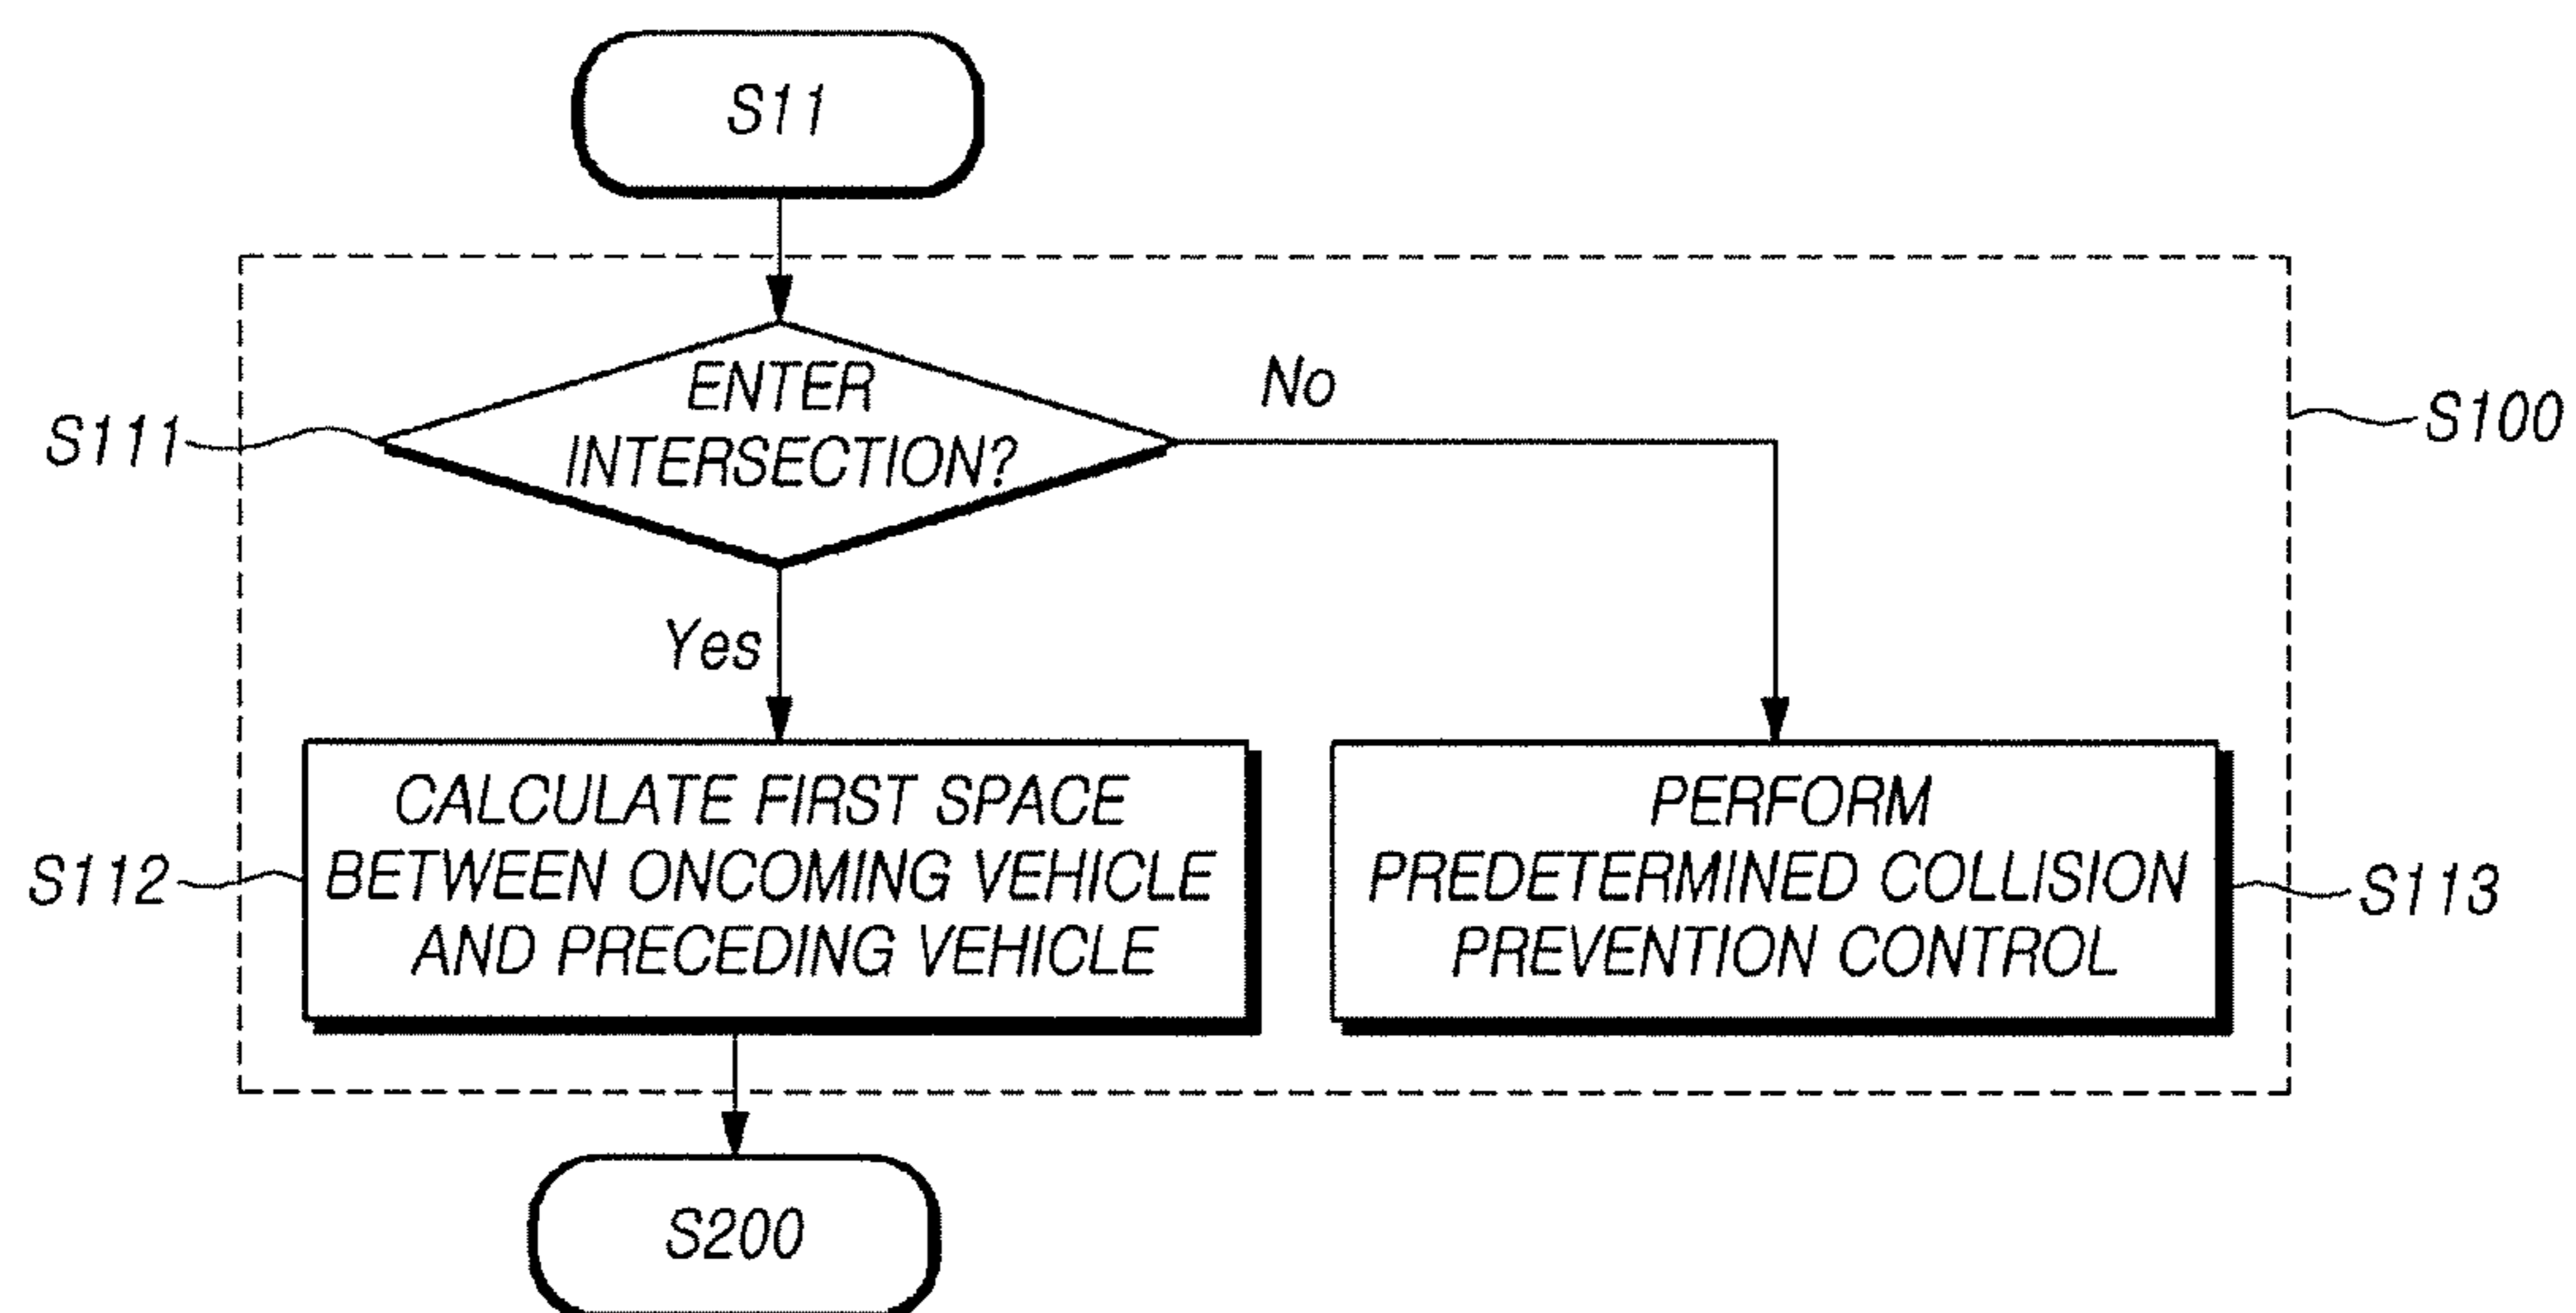 S11
ENTER
INTERSECTION?
No
S111
S100
Yes
CALCULATE FIRST SPACE
BETWEEN ONCOMING VEHICLE
AND PRECEDING VEHICLE
S112
PERFORM
PREDETERMINED COLLISION
PREVENTION CONTROL
S113
S200